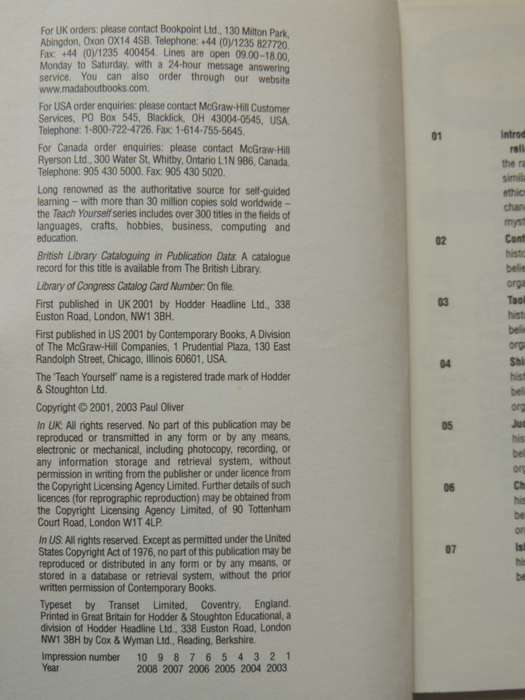 For UK orders: please contact Bookpoint Ltd., 130 Milton Park,
Abingdon, Oxon OX14 4SB. Telephone: +44 (0)1235 827720.
Fax: +44 (0)1235 400454. Lines are open 09.00–18.00,
Monday to Saturday, with a 24-hour message answering
service. You can also order through our website
www.madaboutbooks.com.
For USA order enquiries: please contact McGraw-Hill Customer
Services, PO Box 545, Blacklick, OH 43004-0545, USA.
Telephone: 1-800-722-4726. Fax: 1-614-755-5645.
For Canada order enquiries: please contact McGraw-Hill
Ryerson Ltd., 300 Water St, Whitby, Ontario L1N 9B6, Canada.
Telephone: 905 430 5000. Fax: 905 430 5020.
Long renowned as the authoritative source for self-guided
learning – with more than 30 million copies sold worldwide –
the Teach Yourself series includes over 300 titles in the fields of
languages, crafts, hobbies, business, computing and
education.
British Library Cataloguing in Publication Data: A catalogue
record for this title is available from The British Library.
Library of Congress Catalog Card Number: On file.
First published in UK 2001 by Hodder Headline Ltd., 338
Euston Road, London, NW1 3BH.
First published in US 2001 by Contemporary Books, A Division
of The McGraw-Hill Companies, 1 Prudential Plaza, 130 East
Randolph Street, Chicago, Illinois 60601, USA.
The 'Teach Yourself' name is a registered trade mark of Hodder
& Stoughton Ltd.
Copyright © 2001, 2003 Paul Oliver
In UK: All rights reserved. No part of this publication may be
reproduced or transmitted in any form or by any means,
electronic or mechanical, including photocopy, recording, or
any information storage and retrieval system, without
permission in writing from the publisher or under licence from
the Copyright Licensing Agency Limited. Further details of such
licences (for reprographic reproduction) may be obtained from
the Copyright Licensing Agency Limited, of 90 Tottenham
Court Road, London W1T 4LP.
In US: All rights reserved. Except as permitted under the United
States Copyright Act of 1976, no part of this publication may be
reproduced or distributed in any form or by any means, or
stored in a database or retrieval system, without the prior
written permission of Contemporary Books.
Typeset by Transet Limited, Coventry, England.
Printed in Great Britain for Hodder & Stoughton Educational, a
division of Hodder Headline Ltd., 338 Euston Road, London
NW1 3BH by Cox & Wyman Ltd., Reading, Berkshire.
Impression number 10 9 8 7 6 5 4 3 2 1
Year 2008 2007 2006 2005 2004 2003
01
the
02
03
04
05
06
07